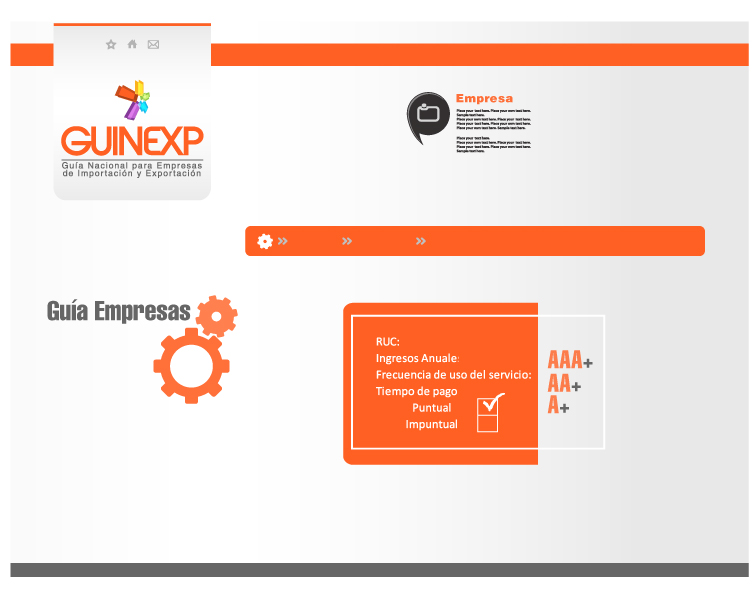 GUINEXP
Guía Nacional para Empresas
de Importación y Exportación
Empresa
Place your text here. Place your own text here.
Sample text here.
Place your own text here. Place your text here.
Place your text here. Place your own text here.
Place your own text here. Sample text here.
Place your text here.
Place your own text here. Place your text here.
Place your text here. Place your own text here.
Sample text here.
Guía Empresas
RUC:
Ingresos Anuale:
Frecuencia de uso del servicio:
Tiempo de pago
Puntual
Impuntual
AAA+
AA+
A+